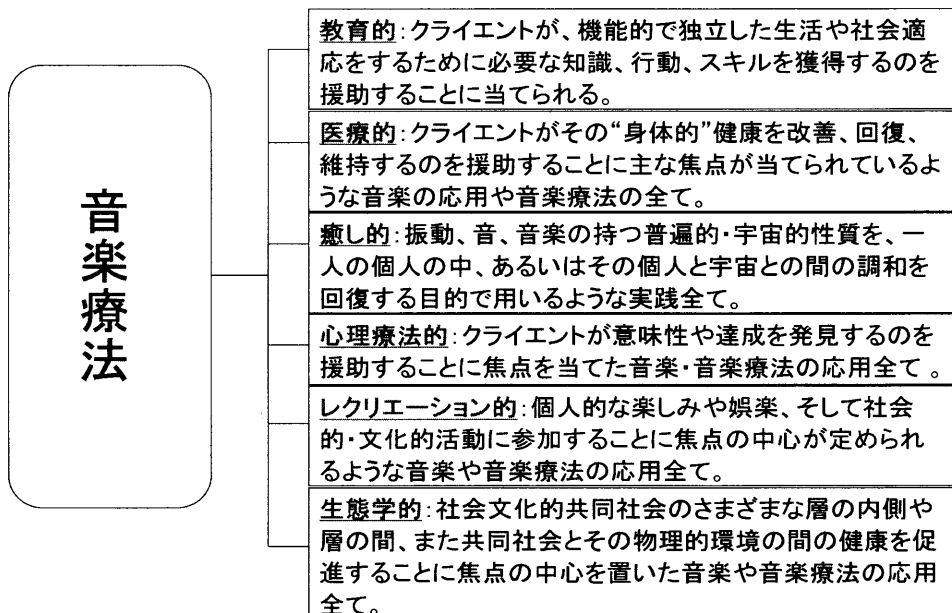 音楽療法
教育的:クライエントが、機能的で独立した生活や社会適
応をするために必要な知識、行動、スキルを獲得するのを
援助することに当てられる。
医療的:クライエントがその“身体的”健康を改善、回復、
維持するのを援助することに主な焦点が当てられているよ
うな音楽の応用や音楽療法の全て。
癒し的:振動、音、音楽の持つ普遍的・宇宙的性質を、一
人の個人の中、あるいはその個人と宇宙との間の調和を
回復する目的で用いるような実践全て。
心理療法的:クライエントが意味性や達成を発見するのを
援助することに焦点を当てた音楽・音楽療法の応用全て 。
レクリエーション的:個人的な楽しみや娯楽、そして社会
的・文化的活動に参加することに焦点の中心が定められ
るような音楽や音楽療法の応用全て。
生態学的:社会文化的共同社会のさまざまな層の内側や
層の間、また共同社会とその物理的環境の間の健康を促
進することに焦点の中心を置いた音楽や音楽療法の応用
全て。